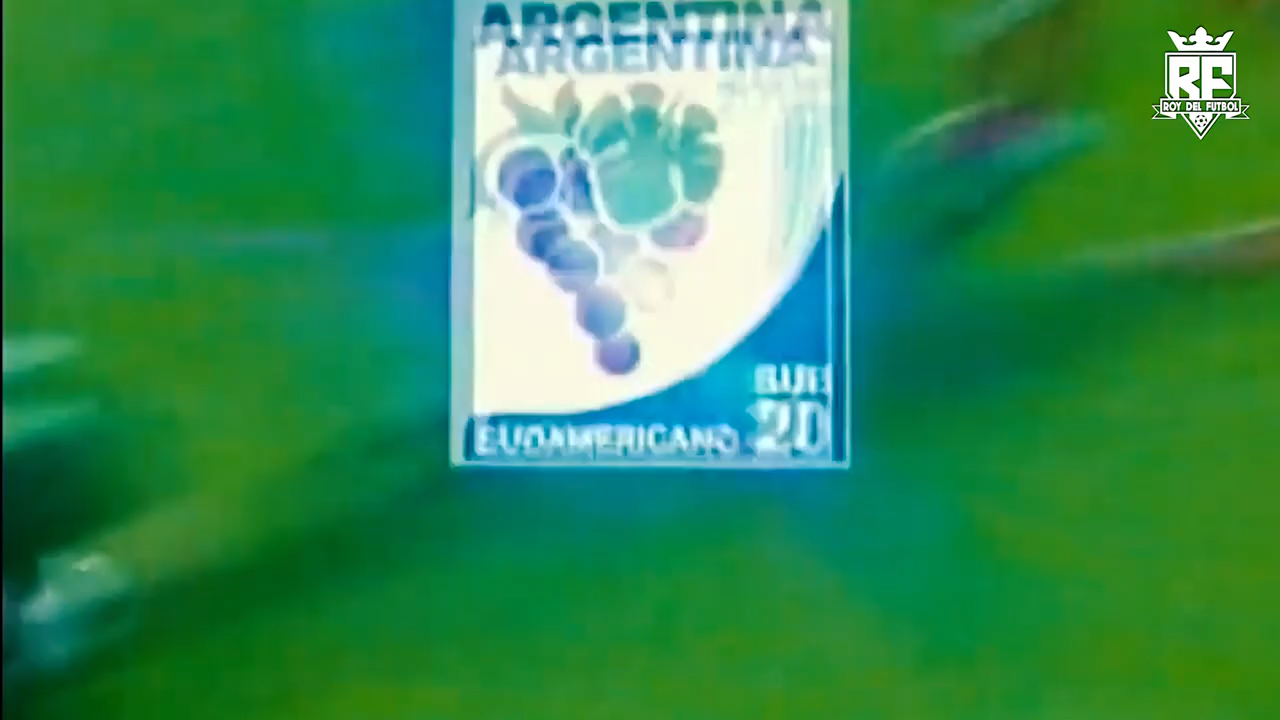 ARGENTINA
ARGENTINA
RF
ROY DEL FUTBOL
SUB
20
SUDAMERICANO